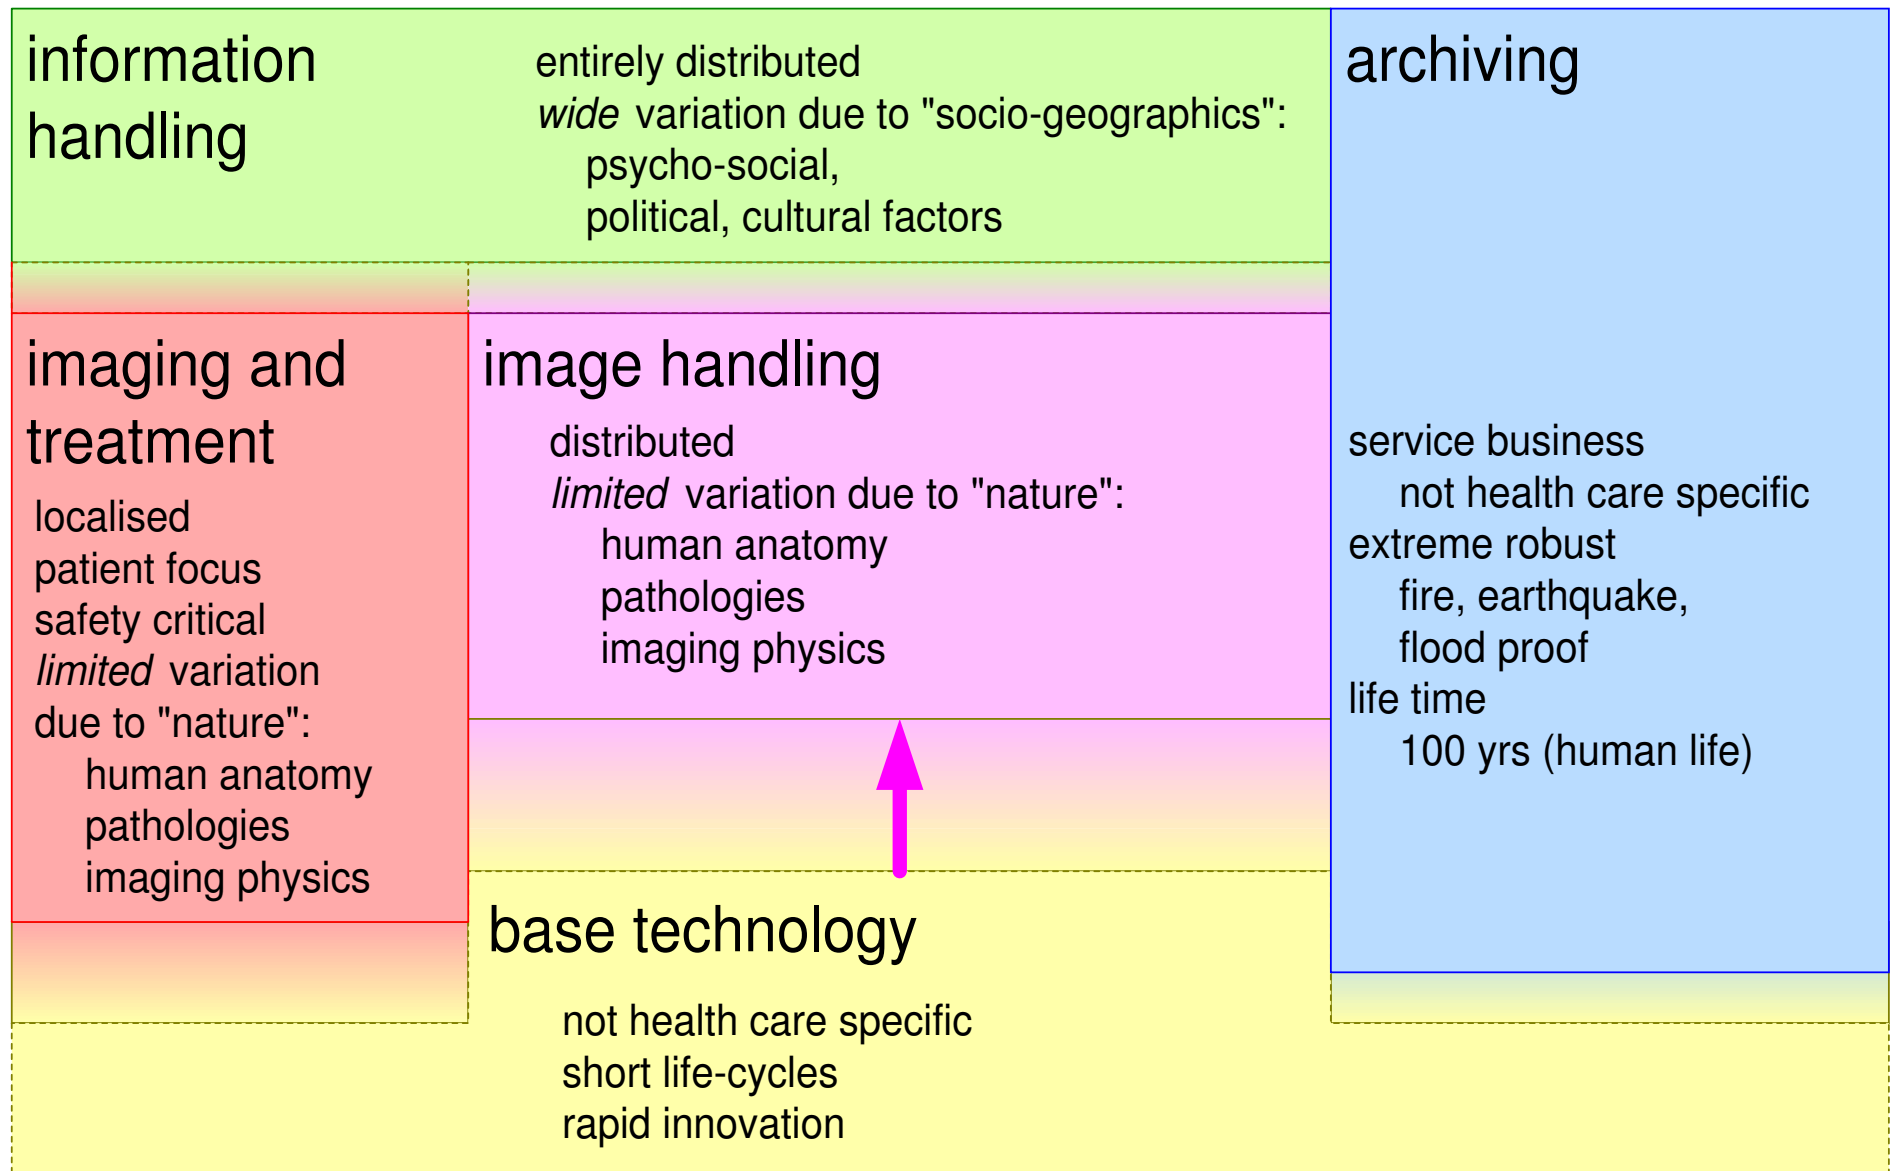 information
handling
entirely distributed
wide variation due to "socio-geographics":
psycho-social,
political, cultural factors
archiving
service business
not health care specific
extreme robust
fire, earthquake,
flood proof
life time
100 yrs (human life)
imaging and
treatment
localised
patient focus
safety critical
limited variation
due to "nature":
human anatomy
pathologies
imaging physics
image handling
distributed
limited variation due to "nature":
human anatomy
pathologies
imaging physics
base technology
not health care specific
short life-cycles
rapid innovation